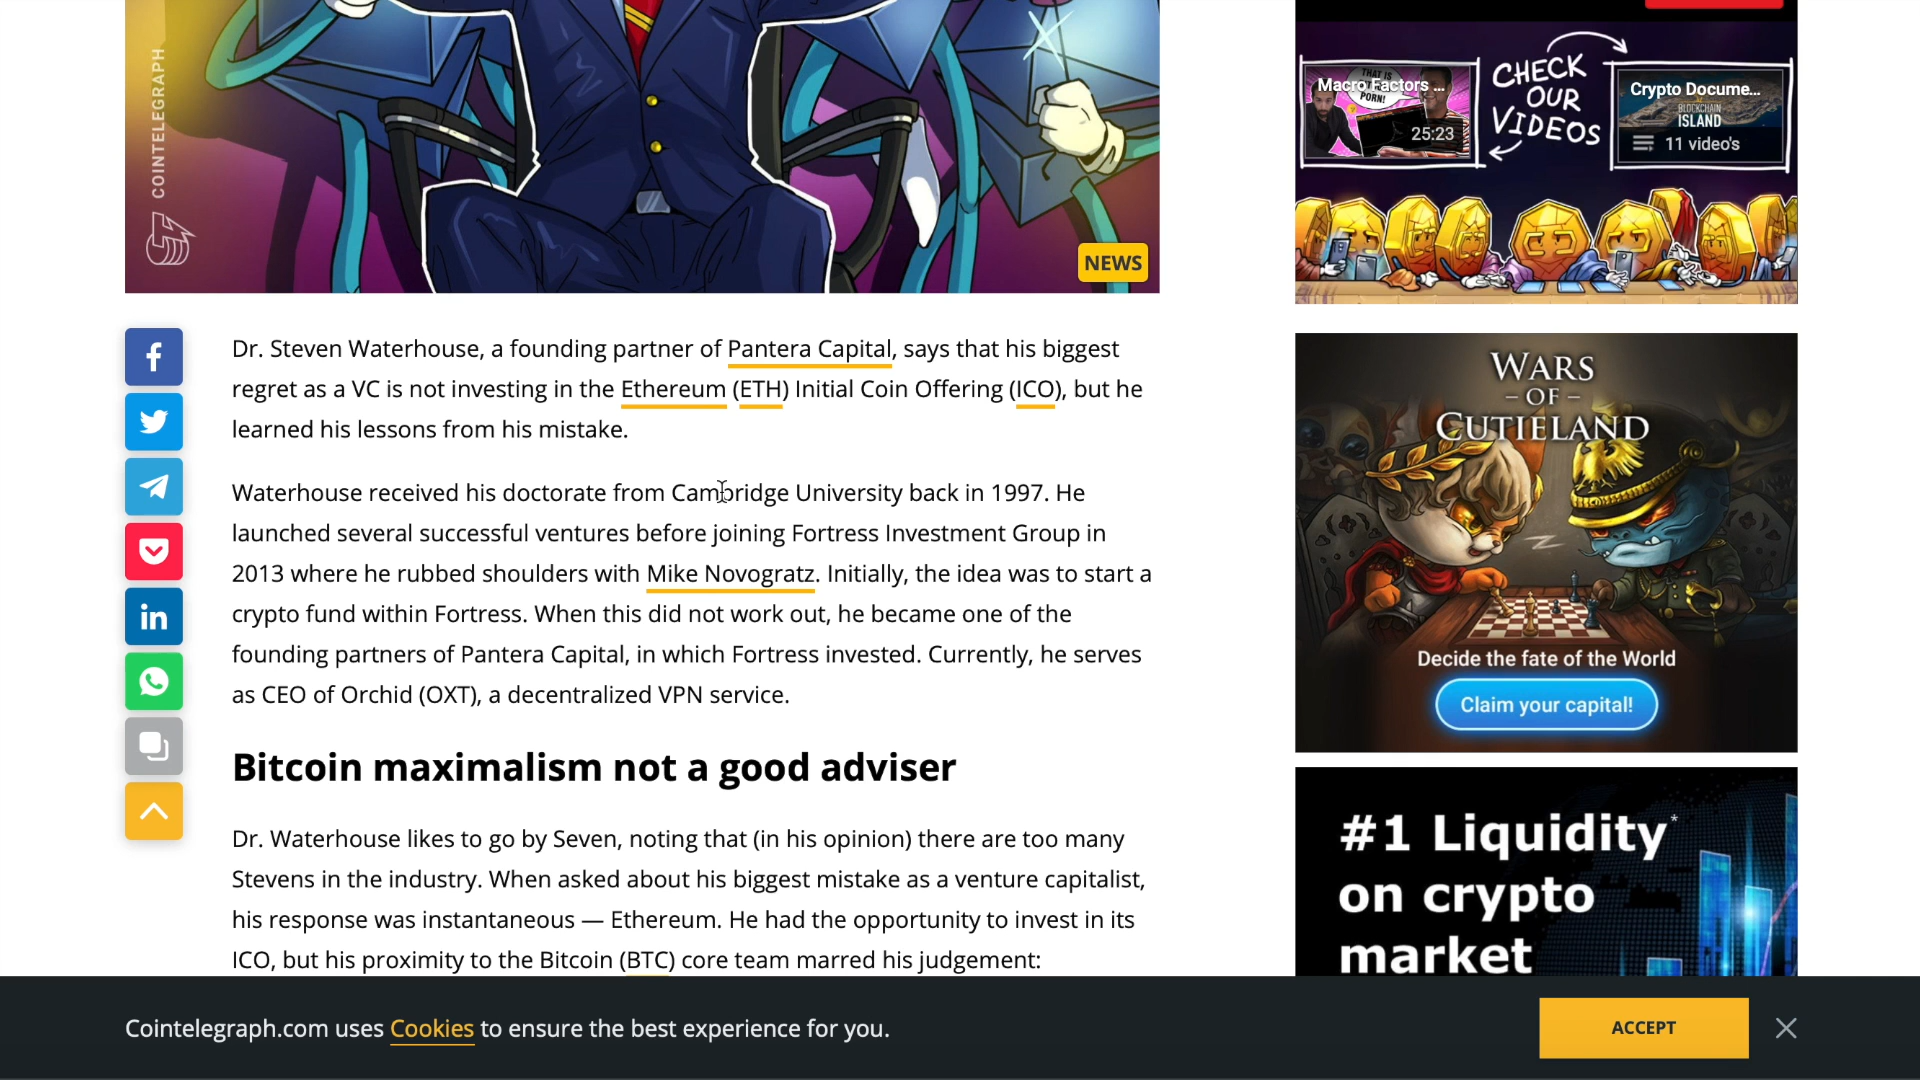 COINTELEGRAPH
NEWS
Dr. Steven Waterhouse, a founding partner of Pantera Capital, says that his biggest
regret as a VC is not investing in the Ethereum (ETH) Initial Coin Offering (ICO), but he
learned his lessons from his mistake.
Waterhouse received his doctorate from Cambridge University back in 1997. He
launched several successful ventures before joining Fortress Investment Group in
2013 where he rubbed shoulders with Mike Novogratz. Initially, the idea was to start a
crypto fund within Fortress. When this did not work out, he became one of the
founding partners of Pantera Capital, in which Fortress invested. Currently, he serves
as CEO of Orchid (OXT), a decentralized VPN service.
Bitcoin maximalism not a good adviser
Dr. Waterhouse likes to go by Seven, noting that (in his opinion) there are too many
Stevens in the industry. When asked about his biggest mistake as a venture capitalist,
his response was instantaneous — Ethereum. He had the opportunity to invest in its
ICO, but his proximity to the Bitcoin (BTC) core team marred his judgement:
Macro Factors ...
THAT IS
PORN!
25:23
CHECK
OUR
VIDEOS
Crypto Docume...
BLOCKCHAIN
ISLAND
11 video's
WARS
– OF –
CUTIELAND
Decide the fate of the World
Claim your capital!
#1 Liquidity*
on crypto
market
Cointelegraph.com uses Cookies to ensure the best experience for you.
ACCEPT